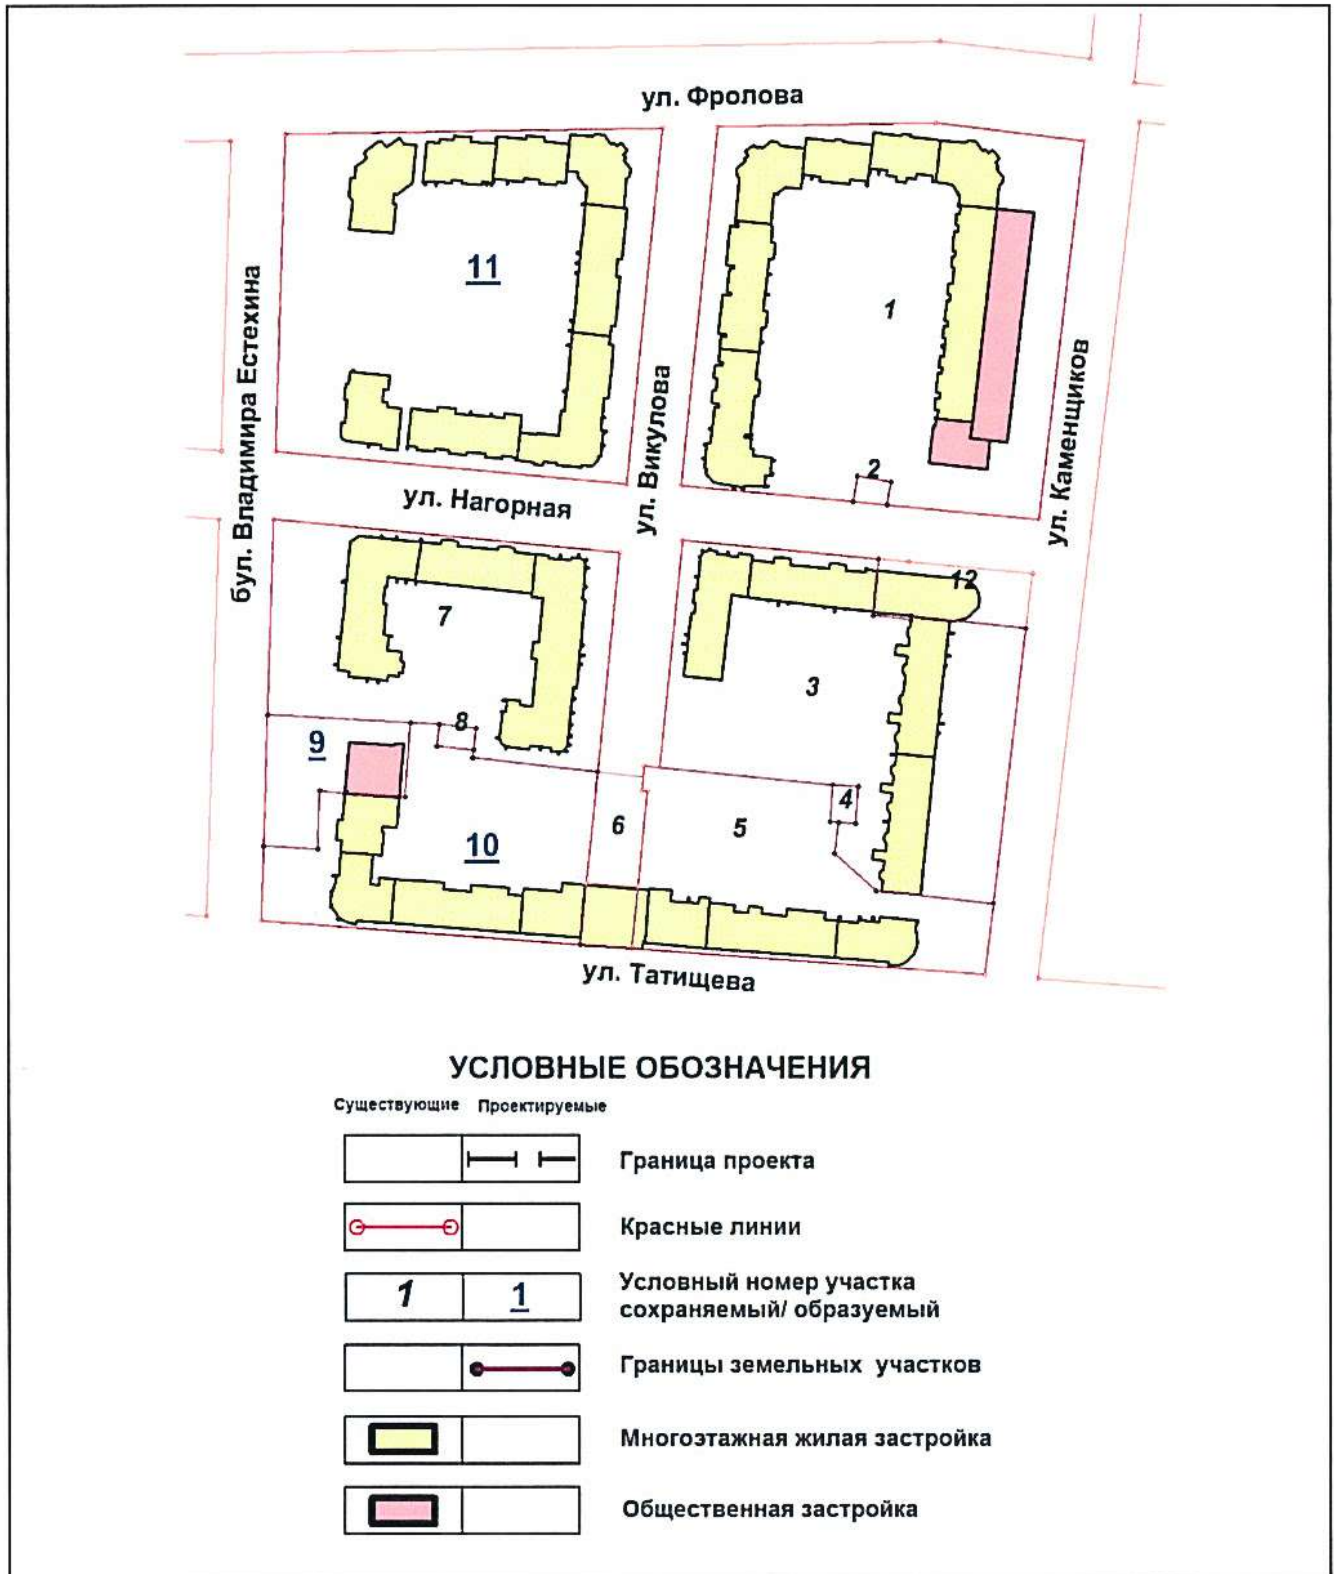 ул. Фролова
11
1
бул. Владимира Естехина
ул. Викулова
ул. Каменщиков
2
ул. Нагорная
12
7
3
8
9
4
6
5
10
ул. Татищева
УСЛОВНЫЕ ОБОЗНАЧЕНИЯ
Существующие Проектируемые
Граница проекта
Красные линии
1 1 Условный номер участка
сохраняемый/ образуемый
Границы земельных участков
Многоэтажная жилая застройка
Общественная застройка